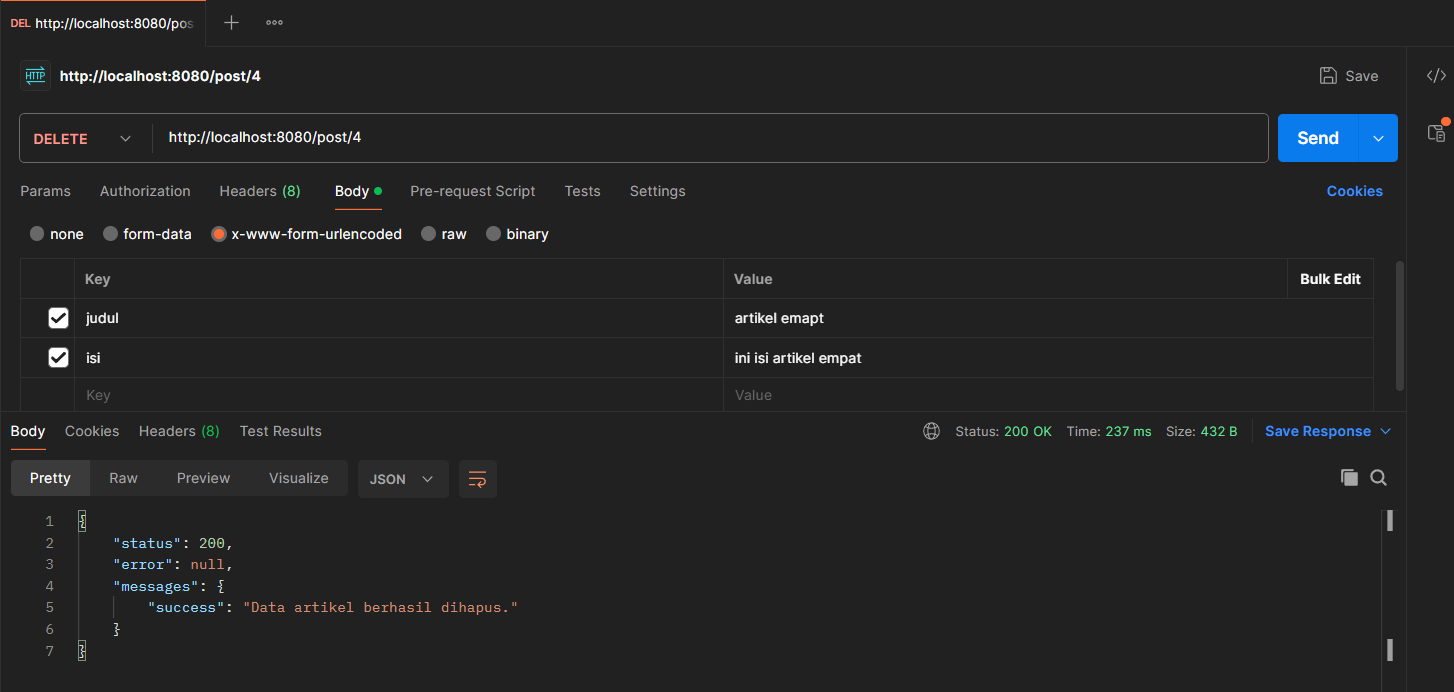 DEL http://localhost:8080/pos
HTTP http://localhost:8080/post/4 Save </>
DELETE http://localhost:8080/post/4 Send
Params Authorization Headers (8) Body Pre-request Script Tests Settings Cookies
none form-data x-www-form-urlencoded raw binary
Key Value Bulk Edit
judul artikel emapt
isi ini isi artikel empat
Key Value
Body Cookies Headers (8) Test Results Status: 200 OK Time: 237 ms Size: 432 B Save Response
Pretty Raw Preview Visualize JSON
1 {
2 "status": 200,
3 "error": null,
4 "messages": {
5 "success": "Data artikel berhasil dihapus."
6 }
7 }